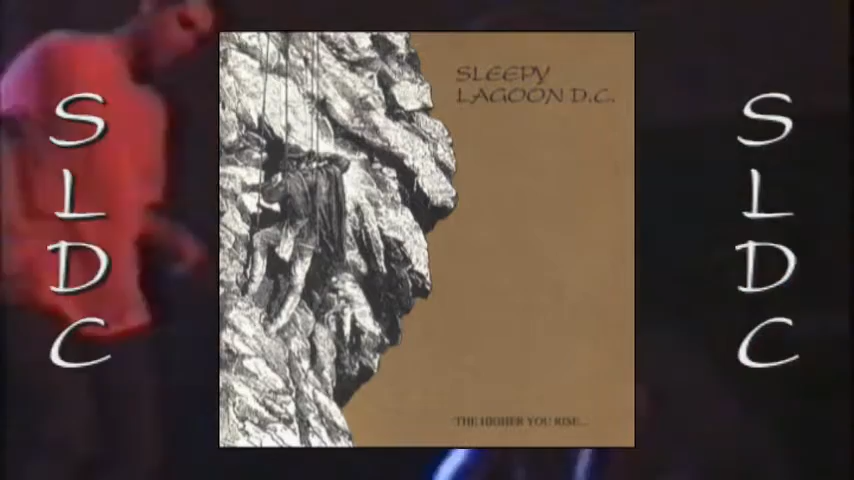 S
L
D
C
SLEEPY
LAGOON D.C.
THE HIGHER YOU RISE...
S
L
D
C